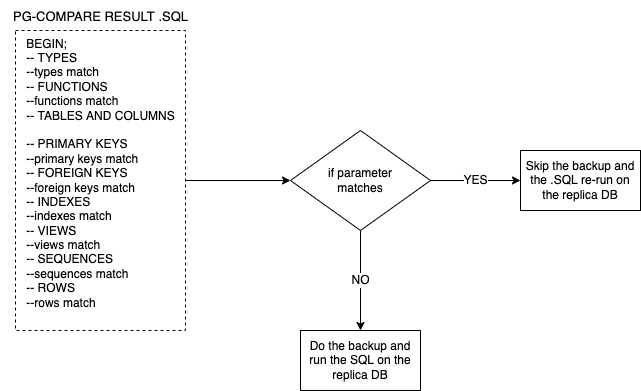 PG-COMPARE RESULT .SQL
BEGIN;
-- TYPES
--types match
-- FUNCTIONS
--functions match
-- TABLES AND COLUMNS
-- PRIMARY KEYS
--primary keys match
-- FOREIGN KEYS
--foreign keys match
-- INDEXES
--indexes match
-- VIEWS
--views match
-- SEQUENCES
--sequences match
-- ROWS
--rows match
if parameter
matches
YES
Skip the backup and
the .SQL re-run on
the replica DB
NO
Do the backup and
run the SQL on the
replica DB